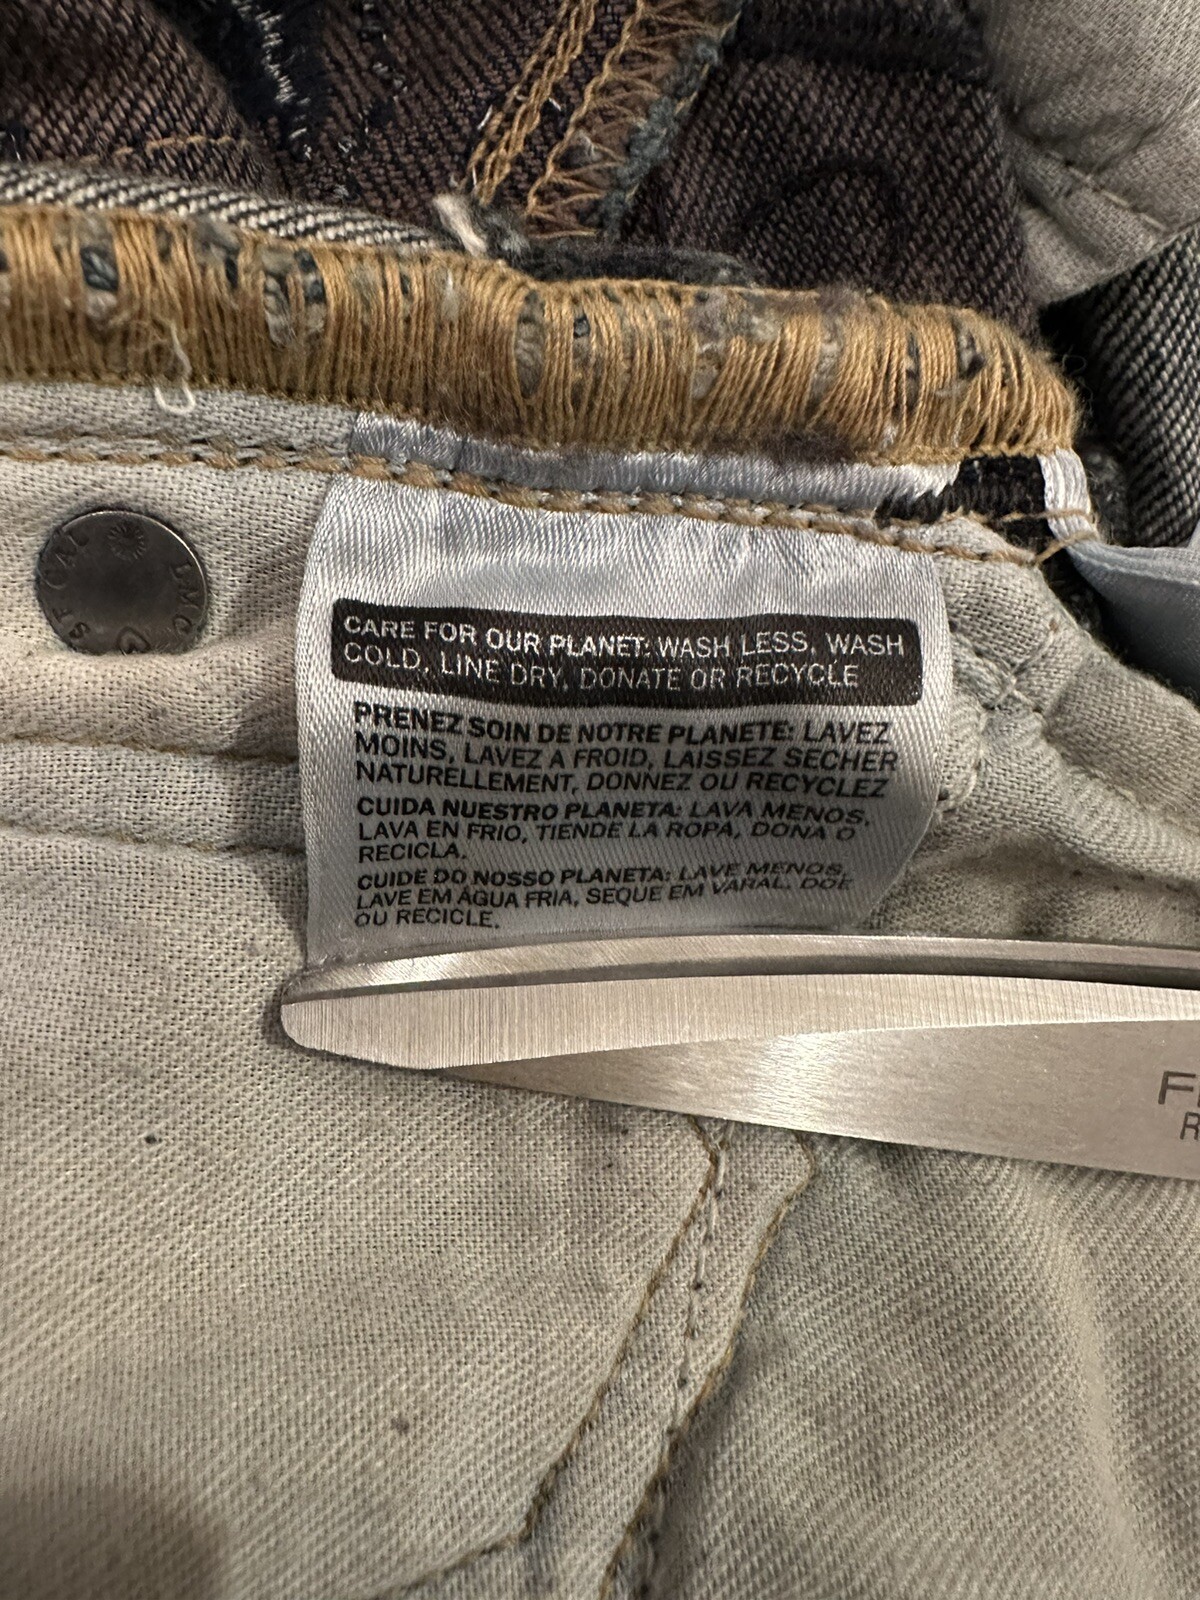 CARE FOR OUR PLANET: WASH LESS, WASH
COLD, LINE DRY, DONATE OR RECYCLE
PRENEZ SOIN DE NOTRE PLANETE: LAVEZ
MOINS, LAVEZ A FROID, LAISSEZ SECHER
NATURELLEMENT, DONNEZ OU RECYCLEZ
CUIDA NUESTRO PLANETA: LAVA MENOS,
LAVA EN FRIO, TIENDE LA ROPA, DONA O
RECICLA.
CUIDE DO NOSSO PLANETA: LAVE MENOS,
LAVE EM ÁGUA FRIA, SEQUE EM VARAL, DOE
OU RECICLE.